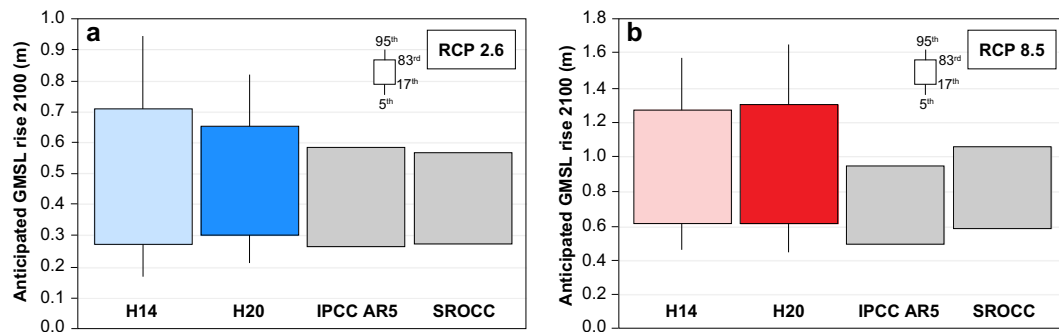 a
RCP 2.6
95th
83rd
17th
5th
Anticipated GMSL rise 2100 (m)
1.0
0.9
0.8
0.7
0.6
0.5
0.4
0.3
0.2
0.1
0.0
H14 H20 IPCC AR5 SROCC
b
RCP 8.5
95th
83rd
17th
5th
Anticipated GMSL rise 2100 (m)
1.8
1.6
1.4
1.2
1.0
0.8
0.6
0.4
0.2
0.0
H14 H20 IPCC AR5 SROCC